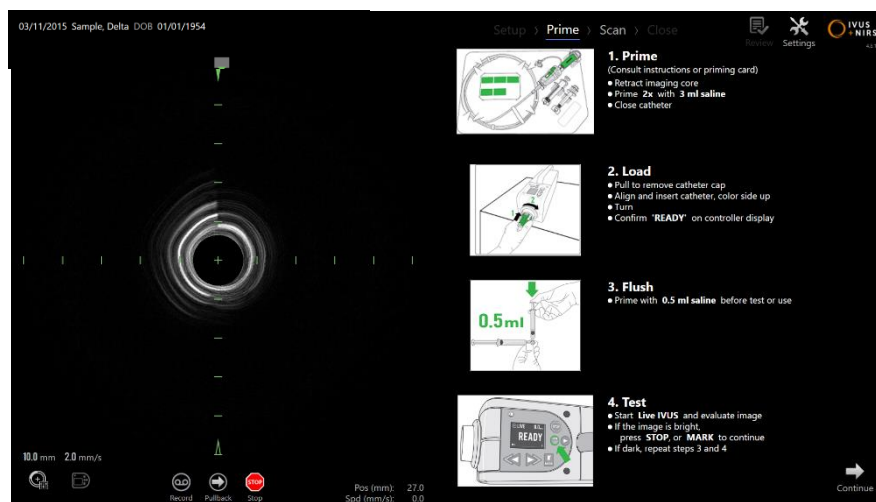 03/11/2015 Sample, Delta DOB 01/01/1954
Setup > Prime > Scan > Close
Review
Settings
IVUS
+NIRS
1. Prime
(Consult instructions or priming card)
● Retract imaging core
● Prime 2x with 3 ml saline
● Close catheter
2. Load
● Pull to remove catheter cap
● Align and insert catheter, color side up
● Turn
● Confirm 'READY' on controller display
1
2
3. Flush
● Prime with 0.5 ml saline before test or use
0.5ml
4. Test
● Start Live IVUS and evaluate image
● If the image is bright,
press STOP, or MARK to continue
● If dark, repeat steps 3 and 4
LIVE
READY
10.0 mm 2.0 mm/s
Record
Pullback
STOP
Stop
Pos (mm): 27.0
Spd (mm/s): 0.0
Continue